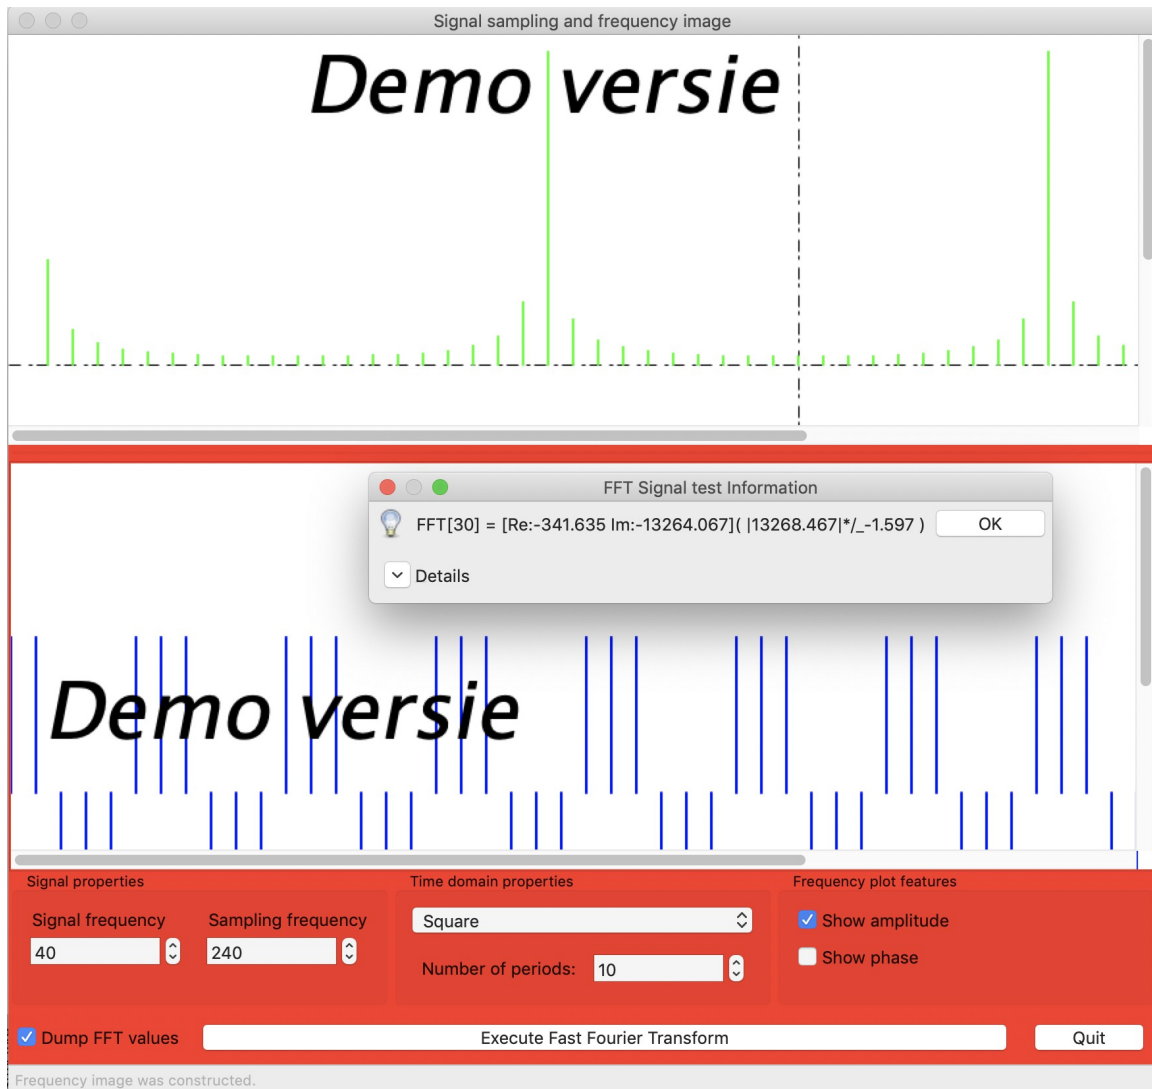 Signal sampling and frequency image
Demo versie
FFT Signal test Information
FFT[30] = [Re:-341.635 Im:-13264.067]( |13268.467|*/_-1.597 )
OK
Details
Demo versie
Signal properties
Time domain properties
Frequency plot features
Signal frequency
Sampling frequency
Square
Show amplitude
40
240
Number of periods:
10
Show phase
Dump FFT values
Execute Fast Fourier Transform
Quit
Frequency image was constructed.